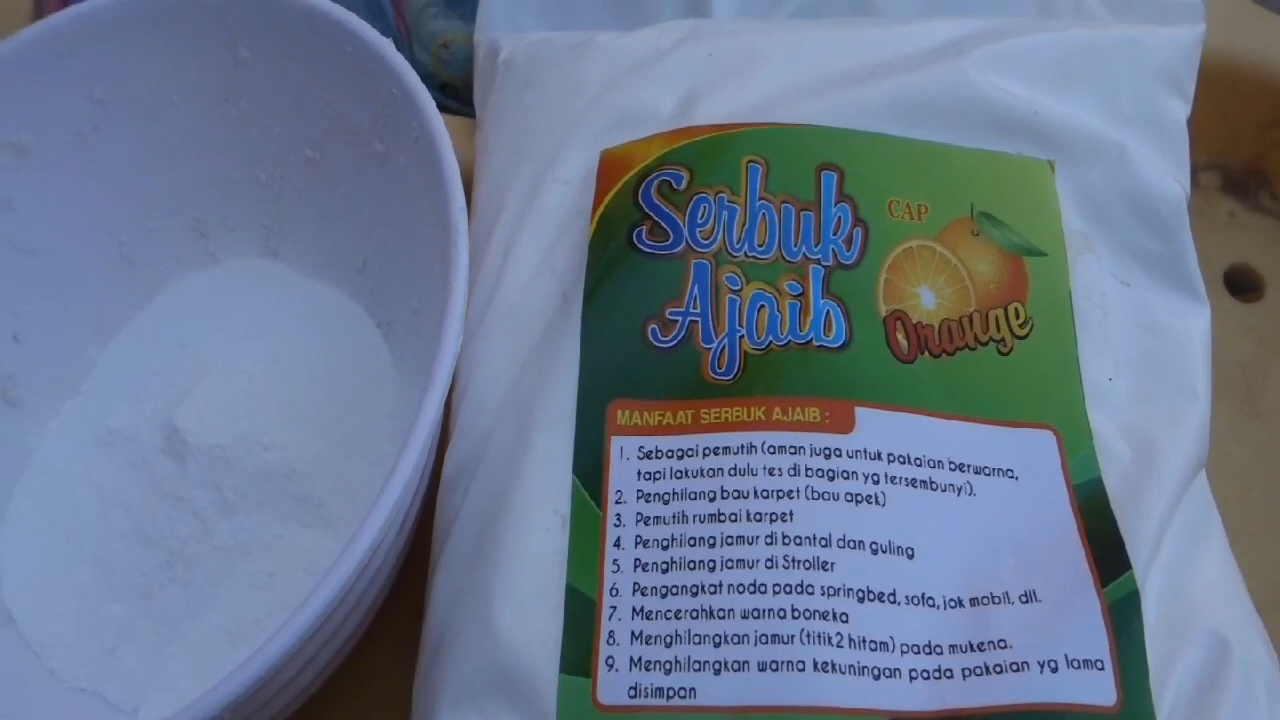 Serbuk
Ajaib
CAP
Orange
MANFAAT SERBUK AJAIB :
1. Sebagai pemutih (aman juga untuk pakaian berwarna,
tapi lakukan dulu tes di bagian yg tersembunyi).
2. Penghilang bau karpet (bau apek)
3. Pemutih rumbai karpet
4. Penghilang jamur di bantal dan guling
5. Penghilang jamur di Stroller
6. Pengangkat noda pada springbed, sofa, jok mobil, dll.
7. Mencerahkan warna boneka
8. Menghilangkan jamur (titik2 hitam) pada mukena.
9. Menghilangkan warna kekuningan pada pakaian yg lama
disimpan